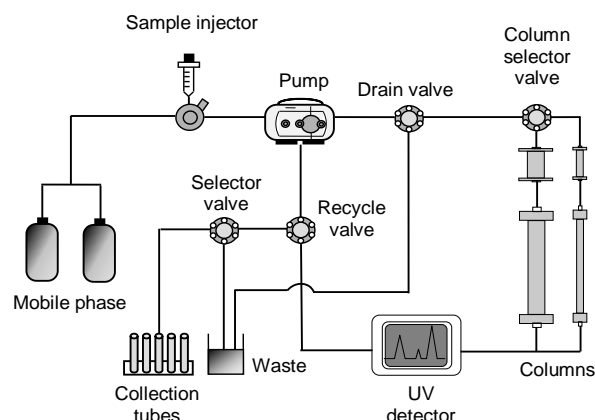 Sample injector
Pump
Drain valve
Column
selector
valve
Selector
valve
Recycle
valve
Mobile phase
Waste
Columns
Collection
tubes
UV
detector